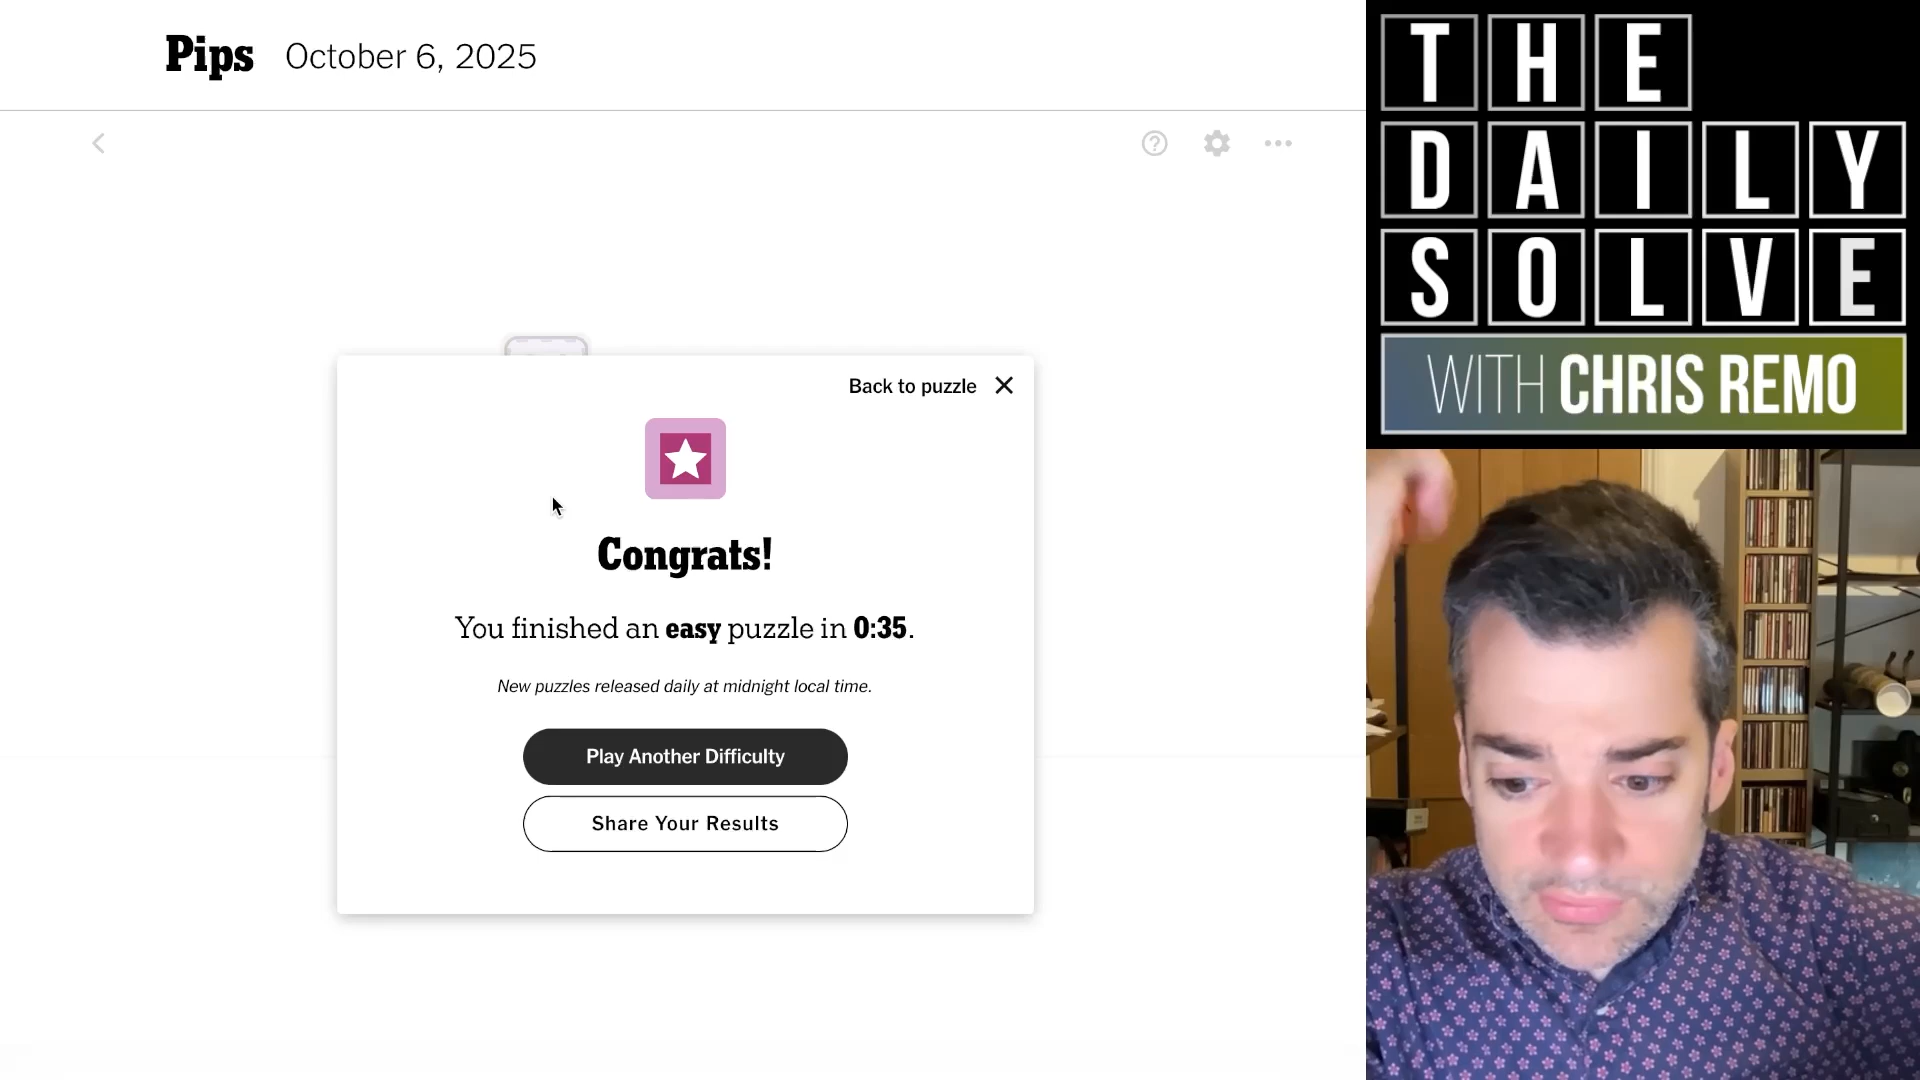 Pips October 6, 2025
Back to puzzle
Congrats!
You finished an easy puzzle in 0:35.
New puzzles released daily at midnight local time.
Play Another Difficulty
Share Your Results
THE
DAILY
SOLVE
WITH CHRIS REMO